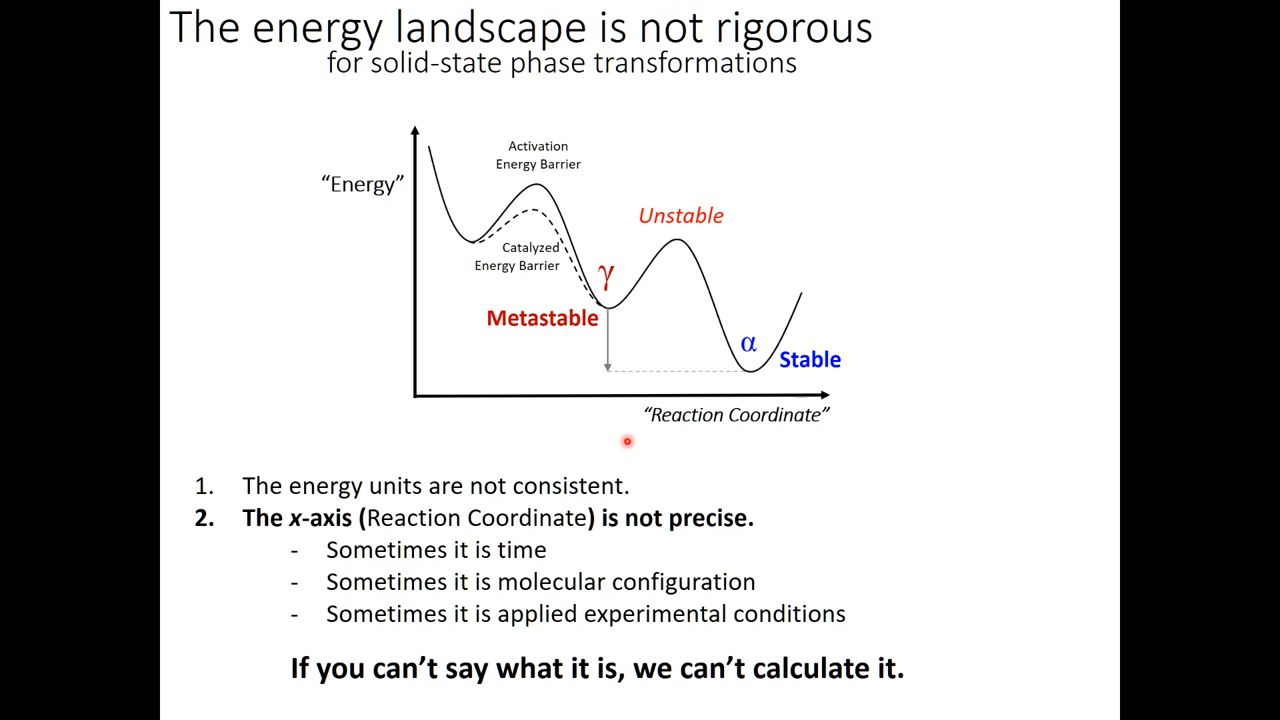 The energy landscape is not rigorous
for solid-state phase transformations
Activation
Energy Barrier
“Energy”
Unstable
Catalyzed
Energy Barrier
γ
Metastable
α
Stable
“Reaction Coordinate”
1. The energy units are not consistent.
2. The x-axis (Reaction Coordinate) is not precise.
- Sometimes it is time
- Sometimes it is molecular configuration
- Sometimes it is applied experimental conditions
If you can’t say what it is, we can’t calculate it.